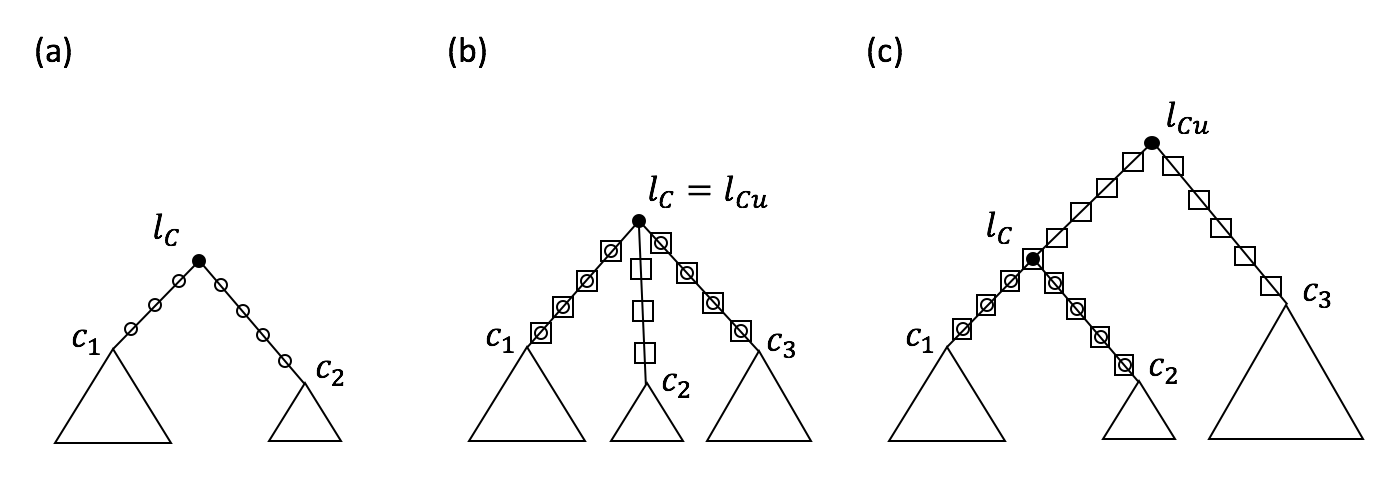 (a)
l_C
c_1
c_2
(b)
l_C = l_{Cu}
c_1
c_2
c_3
(c)
l_{Cu}
l_C
c_1
c_2
c_3